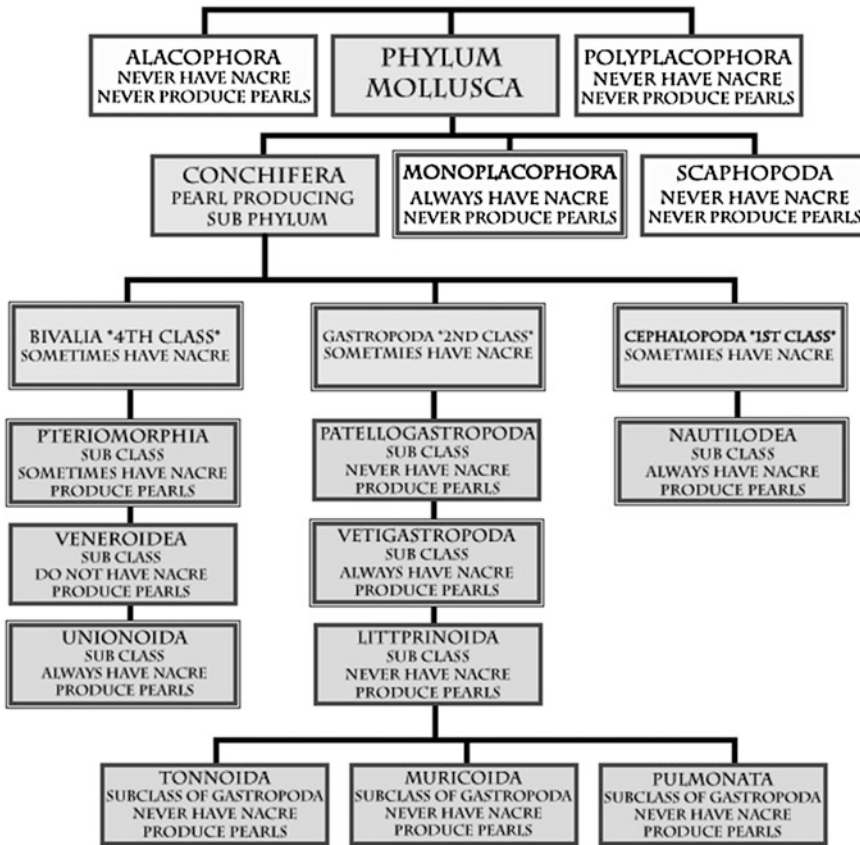 ALACOPHORA
NEVER HAVE NACRE
NEVER PRODUCE PEARLS
PHYLUM
MOLLUSCA
POLYPLACOPHORA
NEVER HAVE NACRE
NEVER PRODUCE PEARLS
CONCHIFERA
PEARL PRODUCING
SUB PHYLUM
MONOPLACOPHORA
ALWAYS HAVE NACRE
NEVER PRODUCE PEARLS
SCAPHOPODA
NEVER HAVE NACRE
NEVER PRODUCE PEARLS
BIVALIA *4TH CLASS*
SOMETIMES HAVE NACRE
GASTROPODA *2ND CLASS*
SOMETMIES HAVE NACRE
CEPHALOPODA *1ST CLASS*
SOMETMIES HAVE NACRE
PTERIOMORPHIA
SUB CLASS
SOMETIMES HAVE NACRE
PRODUCE PEARLS
PATELLOGASTROPODA
SUB CLASS
NEVER HAVE NACRE
PRODUCE PEARLS
NAUTILODEA
SUB CLASS
ALWAYS HAVE NACRE
PRODUCE PEARLS
VENEROIDEA
SUB CLASS
DO NOT HAVE NACRE
PRODUCE PEARLS
VETIGASTROPODA
SUB CLASS
ALWAYS HAVE NACRE
PRODUCE PEARLS
UNIONOIDA
SUB CLASS
ALWAYS HAVE NACRE
PRODUCE PEARLS
LITTPRINOIDA
SUB CLASS
NEVER HAVE NACRE
PRODUCE PEARLS
TONNOIDA
SUBCLASS OF GASTROPODA
NEVER HAVE NACRE
PRODUCE PEARLS
MURICOIDA
SUBCLASS OF GASTROPODA
NEVER HAVE NACRE
PRODUCE PEARLS
PULMONATA
SUBCLASS OF GASTROPODA
NEVER HAVE NACRE
PRODUCE PEARLS